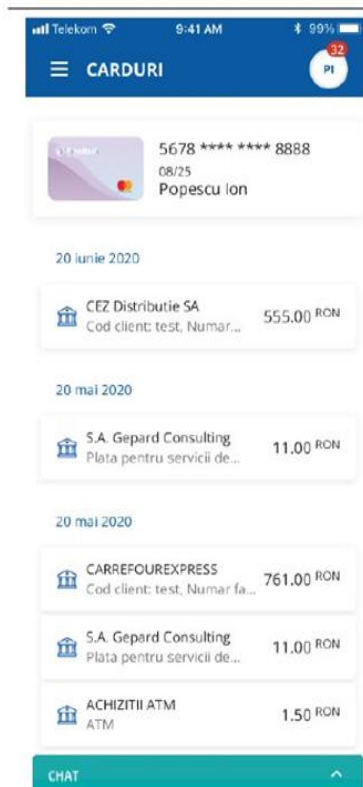 Telekom 9:41 AM 99%
CARDURI
32
PI
5678 **** **** 8888
08/25
Popescu Ion
20 iunie 2020
CEZ Distributie SA
Cod client: test, Numar...
555.00 RON
20 mai 2020
S.A. Gepard Consulting
Plata pentru servicii de...
11.00 RON
20 mai 2020
CARREFOUREXPRESS
Cod client: test, Numar fa...
761.00 RON
S.A. Gepard Consulting
Plata pentru servicii de...
11.00 RON
ACHIZITII ATM
ATM
1.50 RON
CHAT